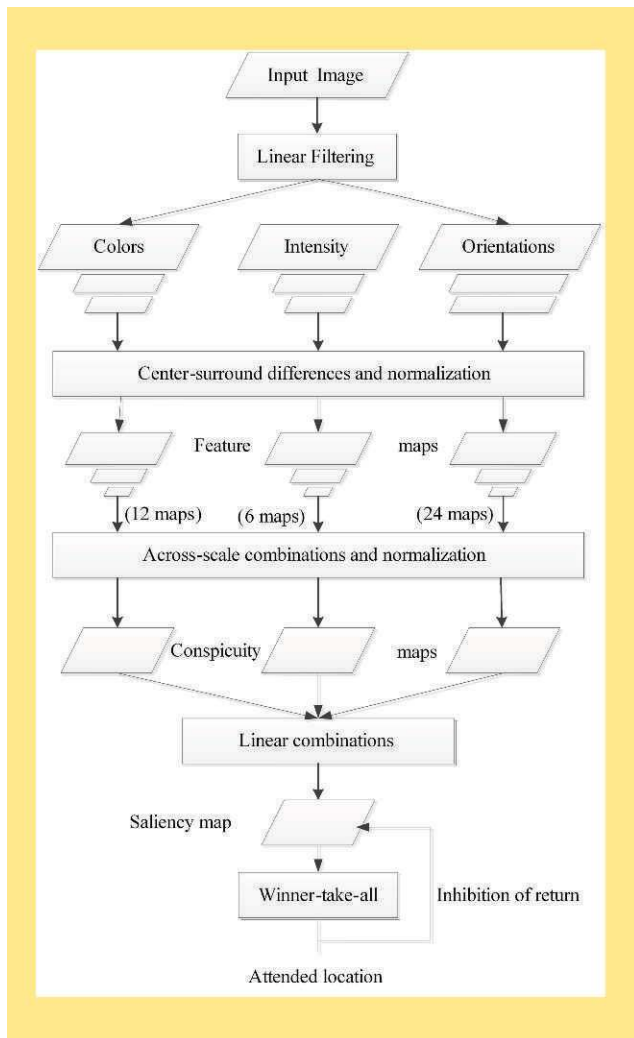 Input Image
Linear Filtering
Colors
Intensity
Orientations
Center-surround differences and normalization
Feature maps
(12 maps) (6 maps) (24 maps)
Across-scale combinations and normalization
Conspicuity maps
Linear combinations
Saliency map
Winner-take-all
Inhibition of return
Attended location